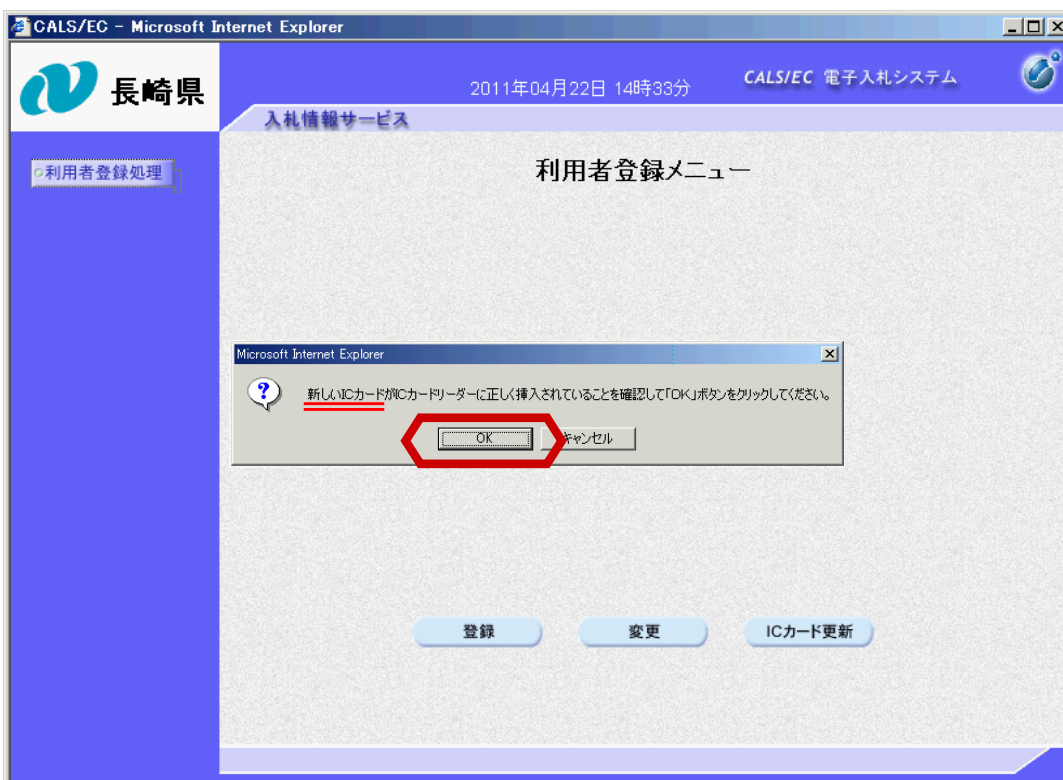 CALS/EC - Microsoft Internet Explorer
長崎県
2011年04月22日 14時33分
CALS/EC 電子入札システム
入札情報サービス
利用者登録処理
利用者登録メニュー
Microsoft Internet Explorer
新しいICカードがICカードリーダーに正しく挿入されていることを確認して「OK」ボタンをクリックしてください。
OK
キャンセル
登録
変更
ICカード更新